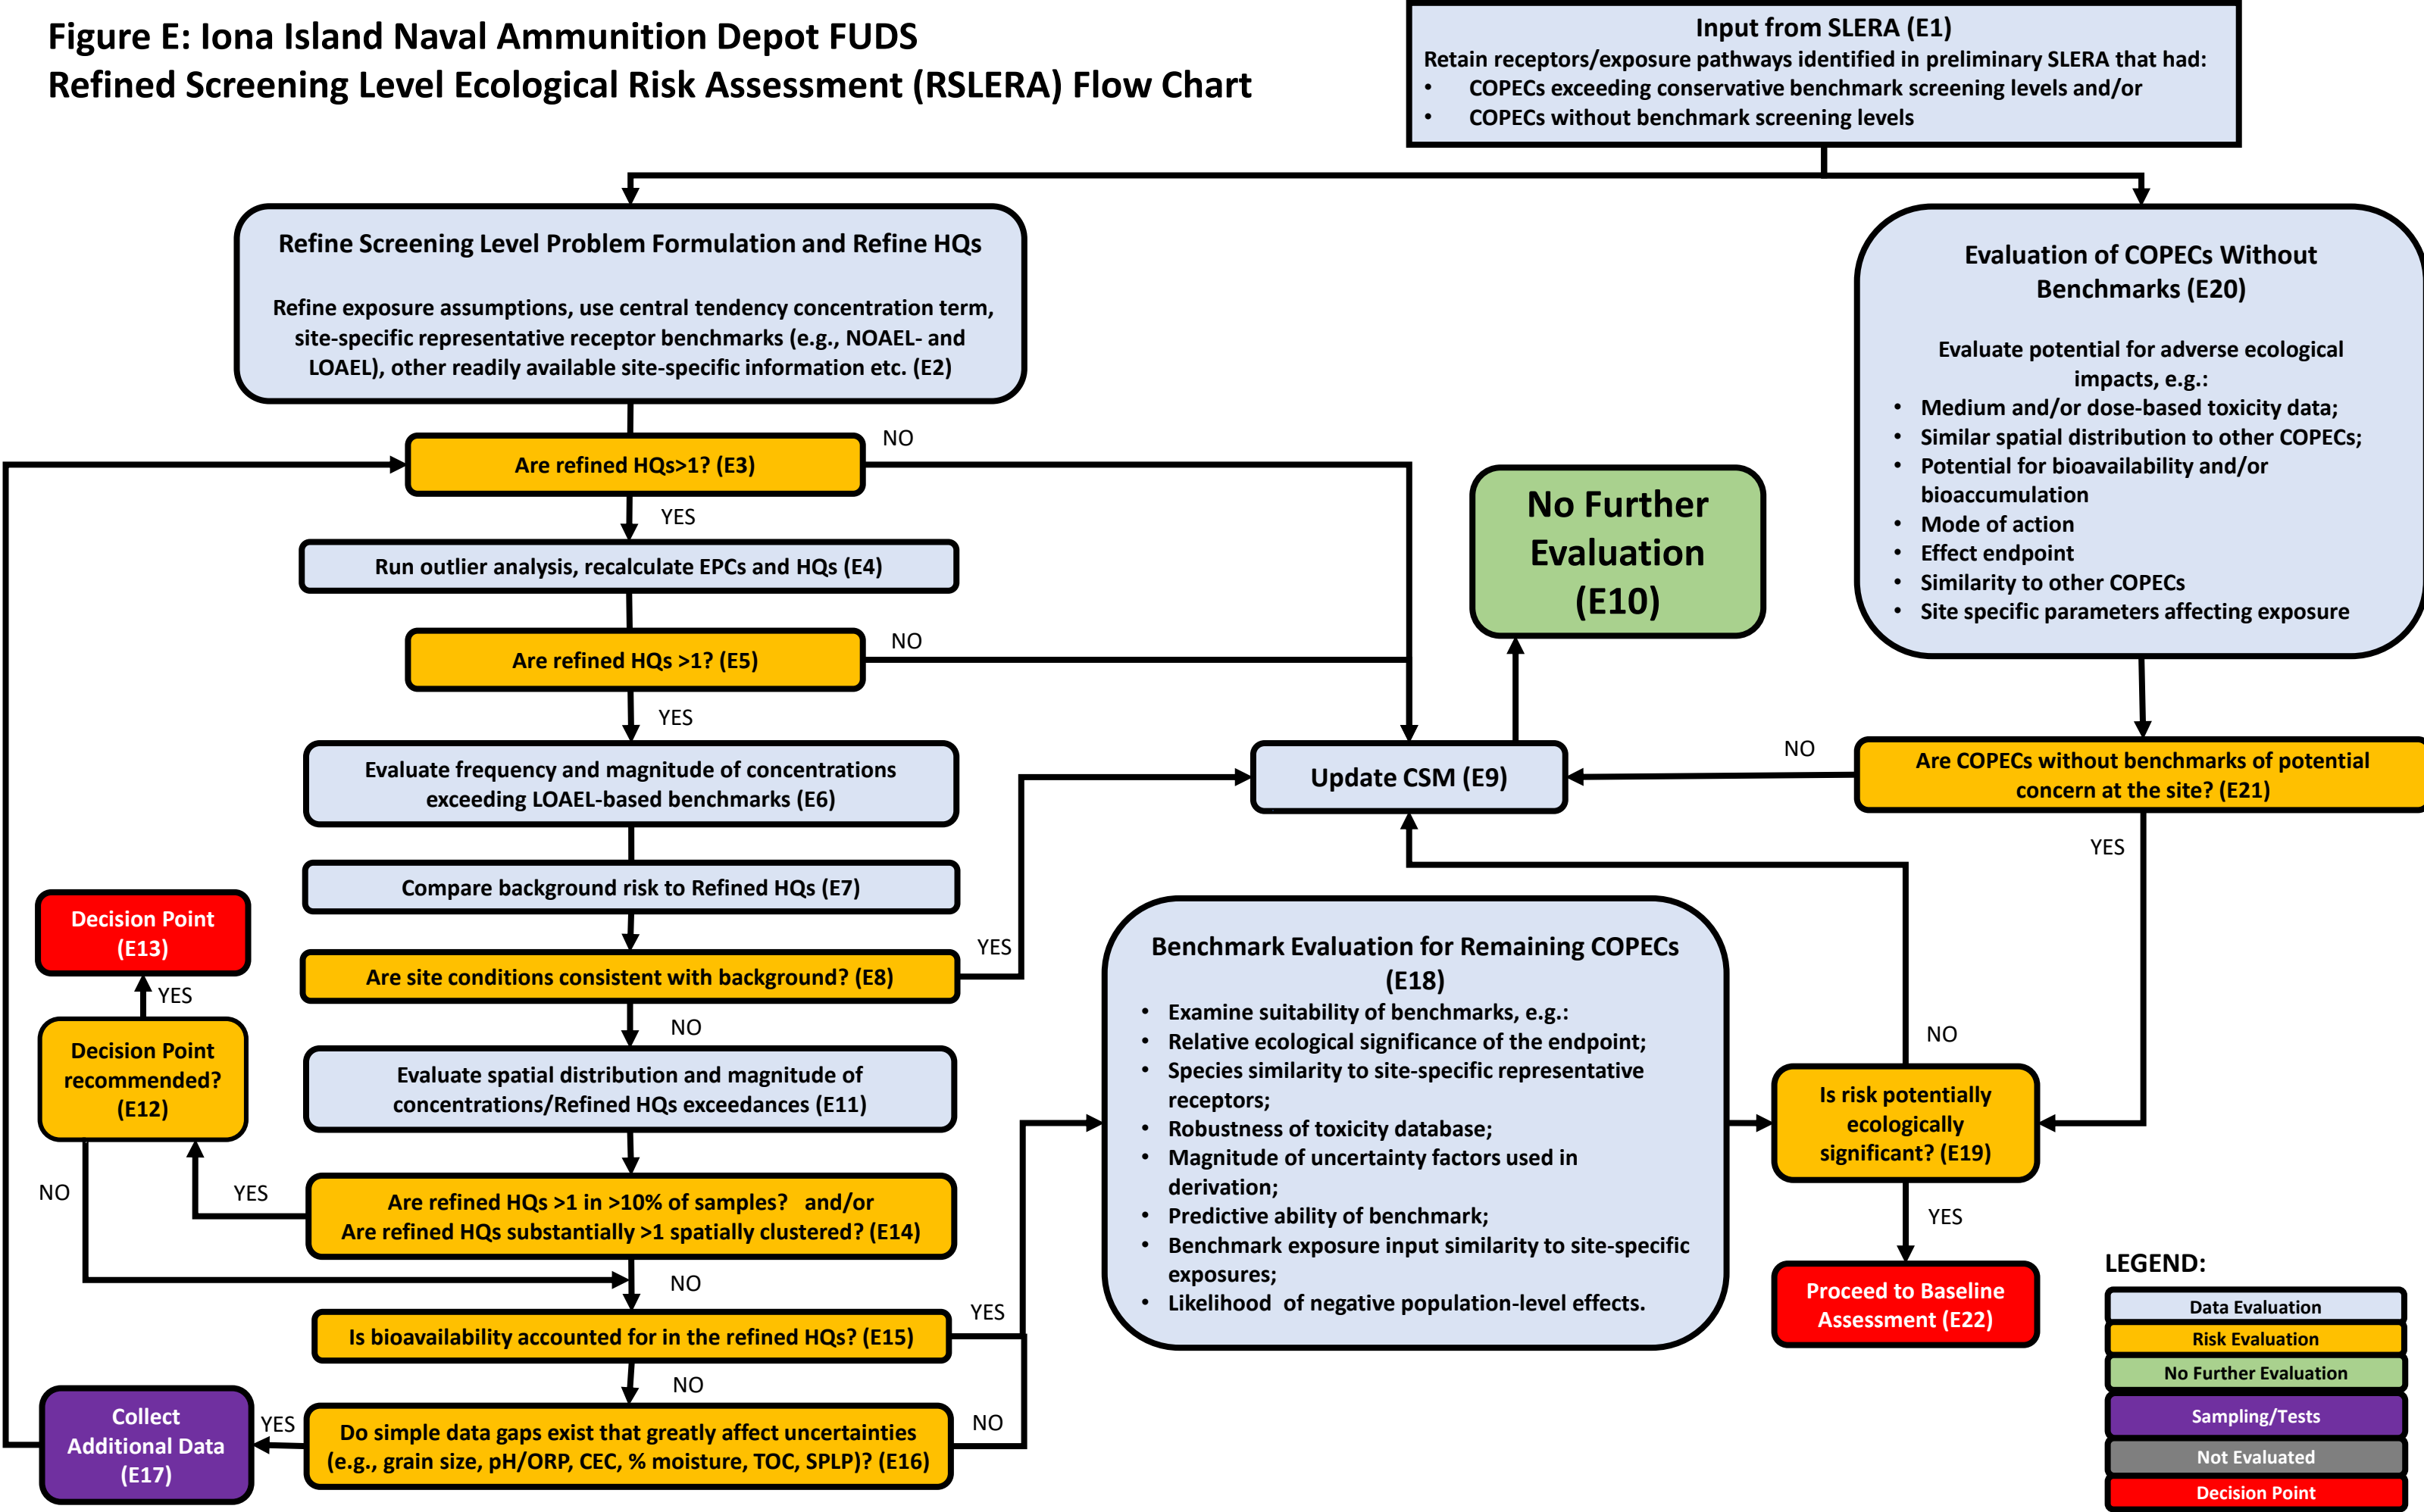 Figure E: Iona Island Naval Ammunition Depot FUDS
Refined Screening Level Ecological Risk Assessment (RSLERA) Flow Chart
Input from SLERA (E1)
Retain receptors/exposure pathways identified in preliminary SLERA that had:
• COPECs exceeding conservative benchmark screening levels and/or
• COPECs without benchmark screening levels
Refine Screening Level Problem Formulation and Refine HQs
Refine exposure assumptions, use central tendency concentration term,
site-specific representative receptor benchmarks (e.g., NOAEL- and
LOAEL), other readily available site-specific information etc. (E2)
Evaluation of COPECs Without
Benchmarks (E20)
Evaluate potential for adverse ecological
impacts, e.g.:
• Medium and/or dose-based toxicity data;
• Similar spatial distribution to other COPECs;
• Potential for bioavailability and/or
bioaccumulation
• Mode of action
• Effect endpoint
• Similarity to other COPECs
• Site specific parameters affecting exposure
Are refined HQs>1? (E3)
NO
YES
Run outlier analysis, recalculate EPCs and HQs (E4)
Are refined HQs >1? (E5)
NO
YES
No Further
Evaluation
(E10)
Evaluate frequency and magnitude of concentrations
exceeding LOAEL-based benchmarks (E6)
Update CSM (E9)
NO
Are COPECs without benchmarks of potential
concern at the site? (E21)
YES
Compare background risk to Refined HQs (E7)
Are site conditions consistent with background? (E8)
YES
NO
Decision Point
(E13)
YES
Decision Point
recommended?
(E12)
NO
YES
Evaluate spatial distribution and magnitude of
concentrations/Refined HQs exceedances (E11)
Are refined HQs >1 in >10% of samples? and/or
Are refined HQs substantially >1 spatially clustered? (E14)
NO
Is bioavailability accounted for in the refined HQs? (E15)
YES
NO
Do simple data gaps exist that greatly affect uncertainties
(e.g., grain size, pH/ORP, CEC, % moisture, TOC, SPLP)? (E16)
YES
NO
Collect
Additional Data
(E17)
Benchmark Evaluation for Remaining COPECs
(E18)
• Examine suitability of benchmarks, e.g.:
• Relative ecological significance of the endpoint;
• Species similarity to site-specific representative
receptors;
• Robustness of toxicity database;
• Magnitude of uncertainty factors used in
derivation;
• Predictive ability of benchmark;
• Benchmark exposure input similarity to site-specific
exposures;
• Likelihood of negative population-level effects.
NO
Is risk potentially
ecologically
significant? (E19)
YES
Proceed to Baseline
Assessment (E22)
LEGEND:
Data Evaluation
Risk Evaluation
No Further Evaluation
Sampling/Tests
Not Evaluated
Decision Point